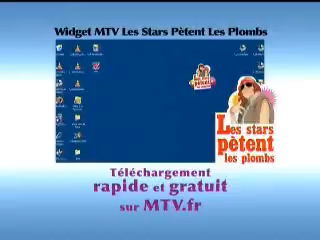 Widget MTV Les Stars Pètent Les Plombs
Les stars
pètent
les plombs
Téléchargement
rapide et gratuit
sur MTV.fr